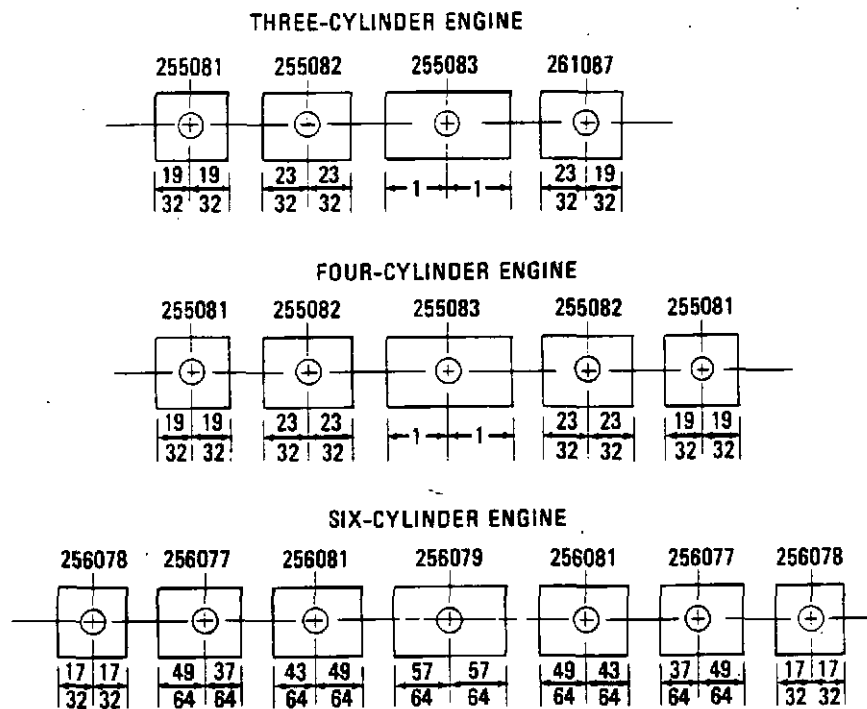 THREE-CYLINDER ENGINE
255081 255082 255083 261087
19 19 23 23 1 1 23 19
32 32 32 32 32 32
FOUR-CYLINDER ENGINE
255081 255082 255083 255082 255081
19 19 23 23 1 1 23 23 19 19
32 32 32 32 32 32 32 32
SIX-CYLINDER ENGINE
256078 256077 256081 256079 256081 256077 256078
17 17 49 37 43 49 57 57 49 43 37 49 17 17
32 32 64 64 64 64 64 64 64 64 64 64 32 32